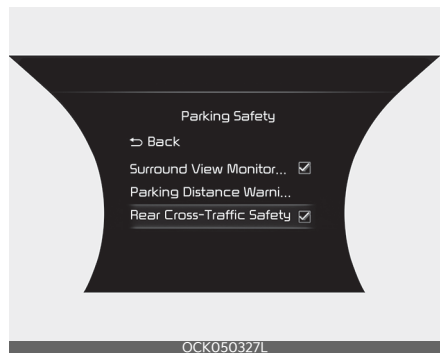 Parking Safety
Back
Surround View Monitor...
Parking Distance Warni...
Rear Cross-Traffic Safety
OCK050327L